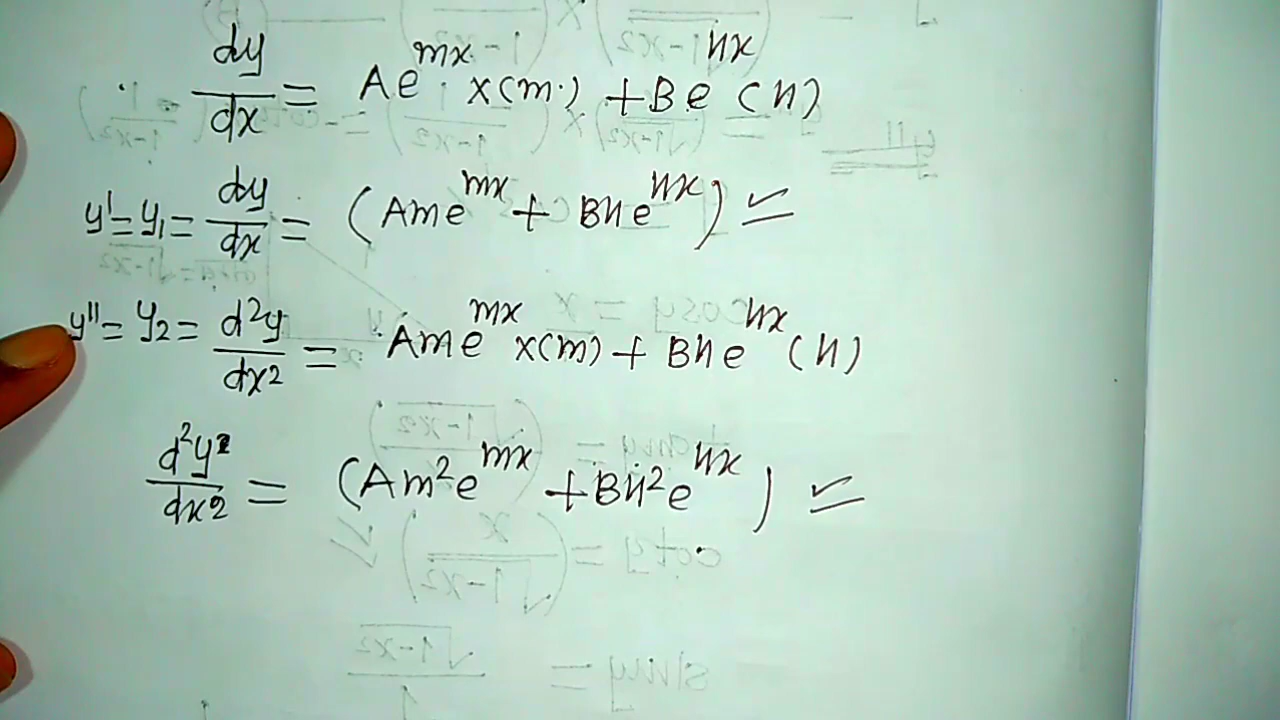 dy/dx = Ae^mx x(m.) + Be^nx (n)
y' = y₁ = dy/dx = (Ame^mx + Bne^nx)
y'' = y₂ = d²y/dx² = Ame^mx x(m) + Bne^nx (n)
d²y²/dx² = (Am²e^mx + Bn²e^nx)